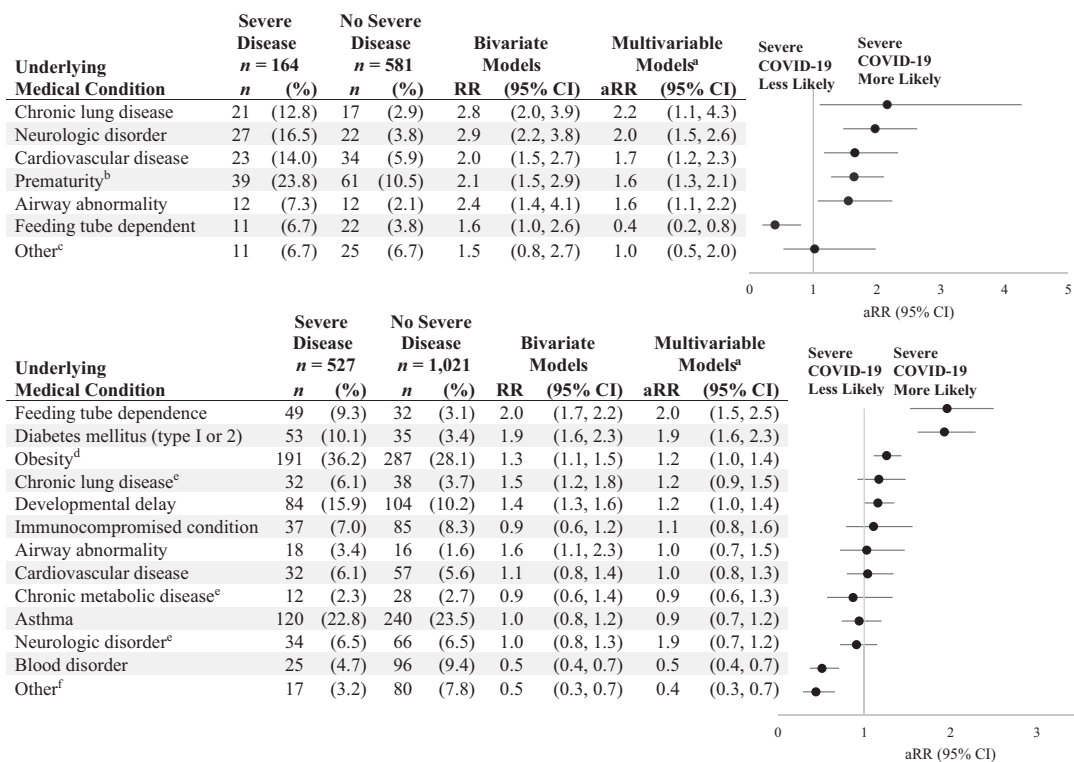 Severe Disease n = 164 No Severe Disease n = 581 Bivariate Models Multivariable Modelsᵃ
Underlying Medical Condition n (%) n (%) RR (95% CI) aRR (95% CI)
Severe COVID-19 Less Likely Severe COVID-19 More Likely
Chronic lung disease 21 (12.8) 17 (2.9) 2.8 (2.0, 3.9) 2.2 (1.1, 4.3)
Neurologic disorder 27 (16.5) 22 (3.8) 2.9 (2.2, 3.8) 2.0 (1.5, 2.6)
Cardiovascular disease 23 (14.0) 34 (5.9) 2.0 (1.5, 2.7) 1.7 (1.2, 2.3)
Prematurityᵇ 39 (23.8) 61 (10.5) 2.1 (1.5, 2.9) 1.6 (1.3, 2.1)
Airway abnormality 12 (7.3) 12 (2.1) 2.4 (1.4, 4.1) 1.6 (1.1, 2.2)
Feeding tube dependent 11 (6.7) 22 (3.8) 1.6 (1.0, 2.6) 0.4 (0.2, 0.8)
Otherᶜ 11 (6.7) 25 (6.7) 1.5 (0.8, 2.7) 1.0 (0.5, 2.0)
0 1 2 3 4 5
aRR (95% CI)
Severe Disease n = 527 No Severe Disease n = 1,021 Bivariate Models Multivariable Modelsᵃ
Underlying Medical Condition n (%) n (%) RR (95% CI) aRR (95% CI)
Severe COVID-19 Less Likely Severe COVID-19 More Likely
Feeding tube dependence 49 (9.3) 32 (3.1) 2.0 (1.7, 2.2) 2.0 (1.5, 2.5)
Diabetes mellitus (type I or 2) 53 (10.1) 35 (3.4) 1.9 (1.6, 2.3) 1.9 (1.6, 2.3)
Obesityᵈ 191 (36.2) 287 (28.1) 1.3 (1.1, 1.5) 1.2 (1.0, 1.4)
Chronic lung diseaseᵉ 32 (6.1) 38 (3.7) 1.5 (1.2, 1.8) 1.2 (0.9, 1.5)
Developmental delay 84 (15.9) 104 (10.2) 1.4 (1.3, 1.6) 1.2 (1.0, 1.4)
Immunocompromised condition 37 (7.0) 85 (8.3) 0.9 (0.6, 1.2) 1.1 (0.8, 1.6)
Airway abnormality 18 (3.4) 16 (1.6) 1.6 (1.1, 2.3) 1.0 (0.7, 1.5)
Cardiovascular disease 32 (6.1) 57 (5.6) 1.1 (0.8, 1.4) 1.0 (0.8, 1.3)
Chronic metabolic diseaseᵉ 12 (2.3) 28 (2.7) 0.9 (0.6, 1.4) 0.9 (0.6, 1.3)
Asthma 120 (22.8) 240 (23.5) 1.0 (0.8, 1.2) 0.9 (0.7, 1.2)
Neurologic disorderᵉ 34 (6.5) 66 (6.5) 1.0 (0.8, 1.3) 1.9 (0.7, 1.2)
Blood disorder 25 (4.7) 96 (9.4) 0.5 (0.4, 0.7) 0.5 (0.4, 0.7)
Otherᶠ 17 (3.2) 80 (7.8) 0.5 (0.3, 0.7) 0.4 (0.3, 0.7)
0 1 2 3
aRR (95% CI)